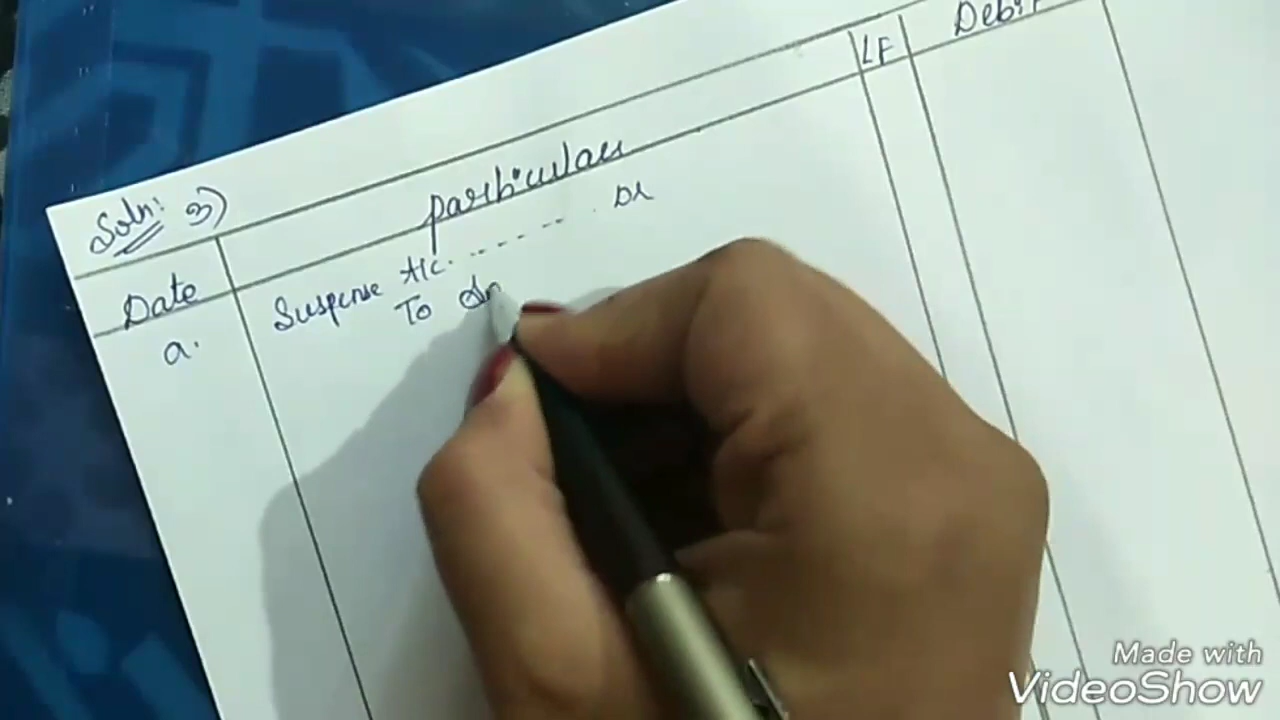 Soln: 3)
Date Particulars LF Debit
a. Suspense A/c. ------ . Dr
To
Made with
VideoShow